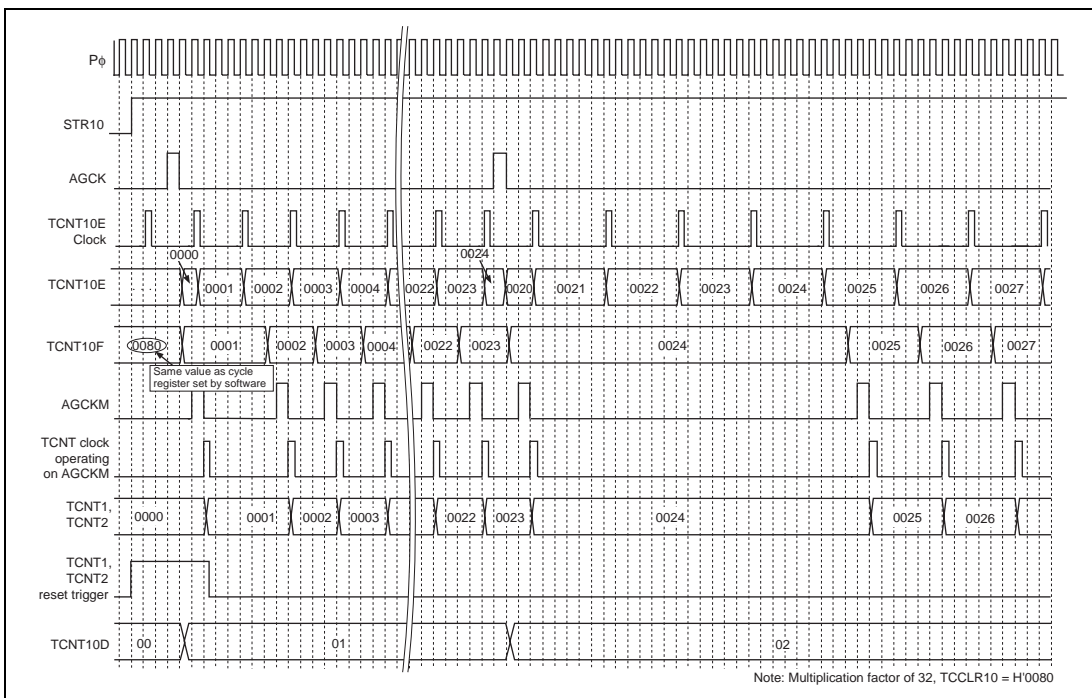 Pφ
STR10
AGCK
TCNT10E
Clock
0000
0024
TCNT10E
0001 0002 0003 0004 0022 0023 0020 0021 0022 0023 0024 0025 0026 0027
TCNT10F
0080 0001 0002 0003 0004 0022 0023 0024 0025 0026 0027
Same value as cycle
register set by software
AGCKM
TCNT clock
operating
on AGCKM
TCNT1,
TCNT2
0000 0001 0002 0003 0022 0023 0024 0025 0026
TCNT1,
TCNT2
reset trigger
TCNT10D
00 01 02
Note: Multiplication factor of 32, TCCLR10 = H'0080